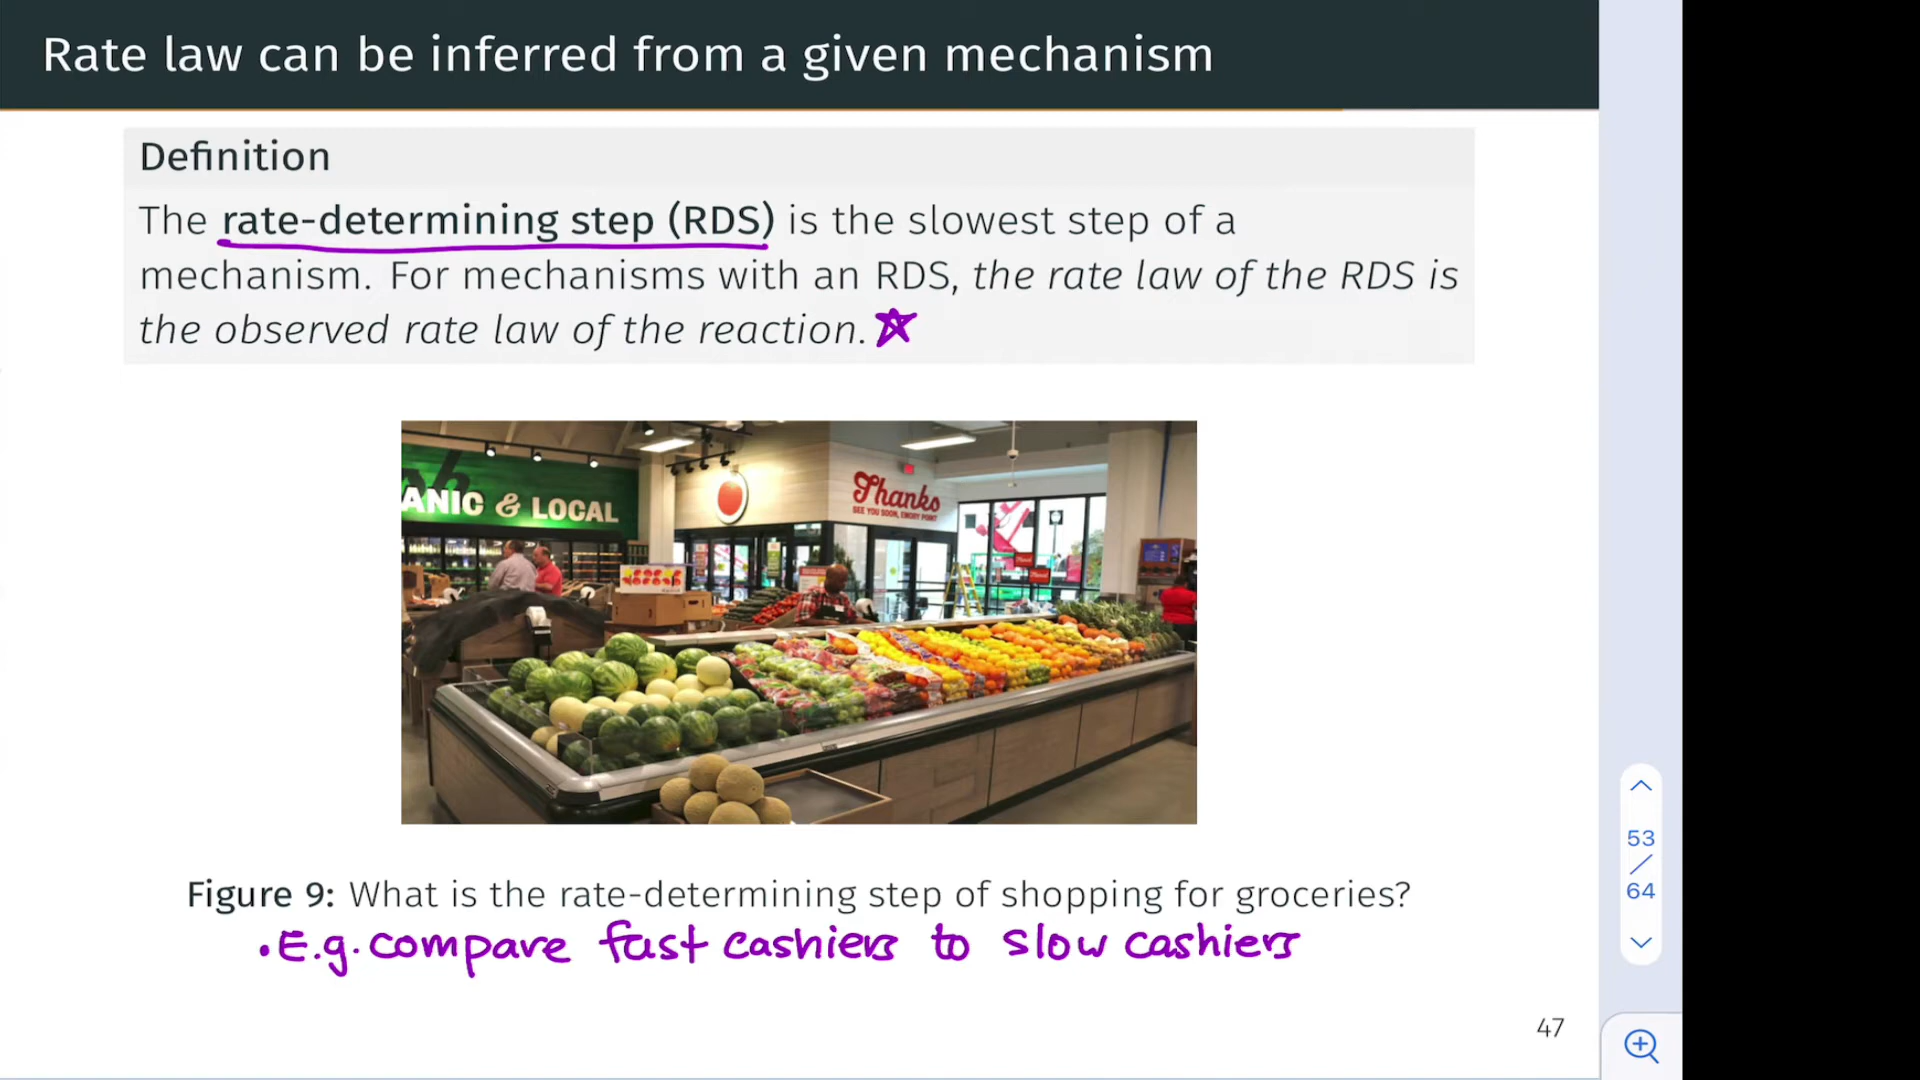 Rate law can be inferred from a given mechanism
Definition
The rate-determining step (RDS) is the slowest step of a
mechanism. For mechanisms with an RDS, the rate law of the RDS is
the observed rate law of the reaction.
ANIC & LOCAL
Thanks
SEE YOU SOON, EMORY POINT
Figure 9: What is the rate-determining step of shopping for groceries?
• E.g. compare fast cashiers to slow cashiers
53
/
64
47